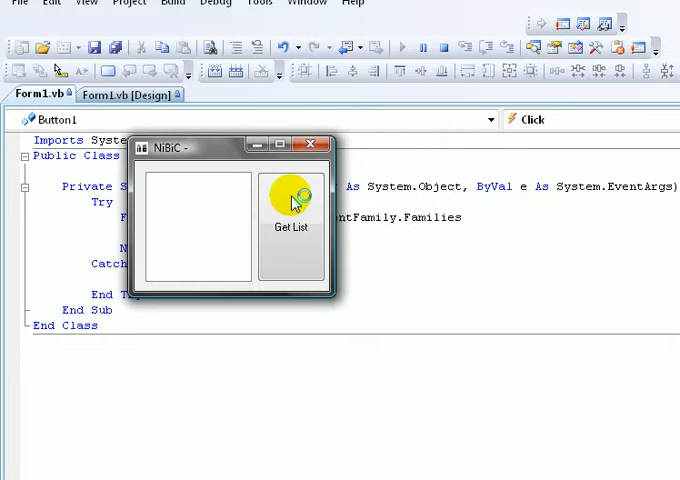 File Edit View Project Build Debug Tools Window Help
Form1.vb Form1.vb [Design]
Button1 Click
Imports Syste
Public Class
Private S As System.Object, ByVal e As System.EventArgs)
Try
F ntFamily.Families
N
Catch
End T
End Sub
End Class
NiBiC -
Get List